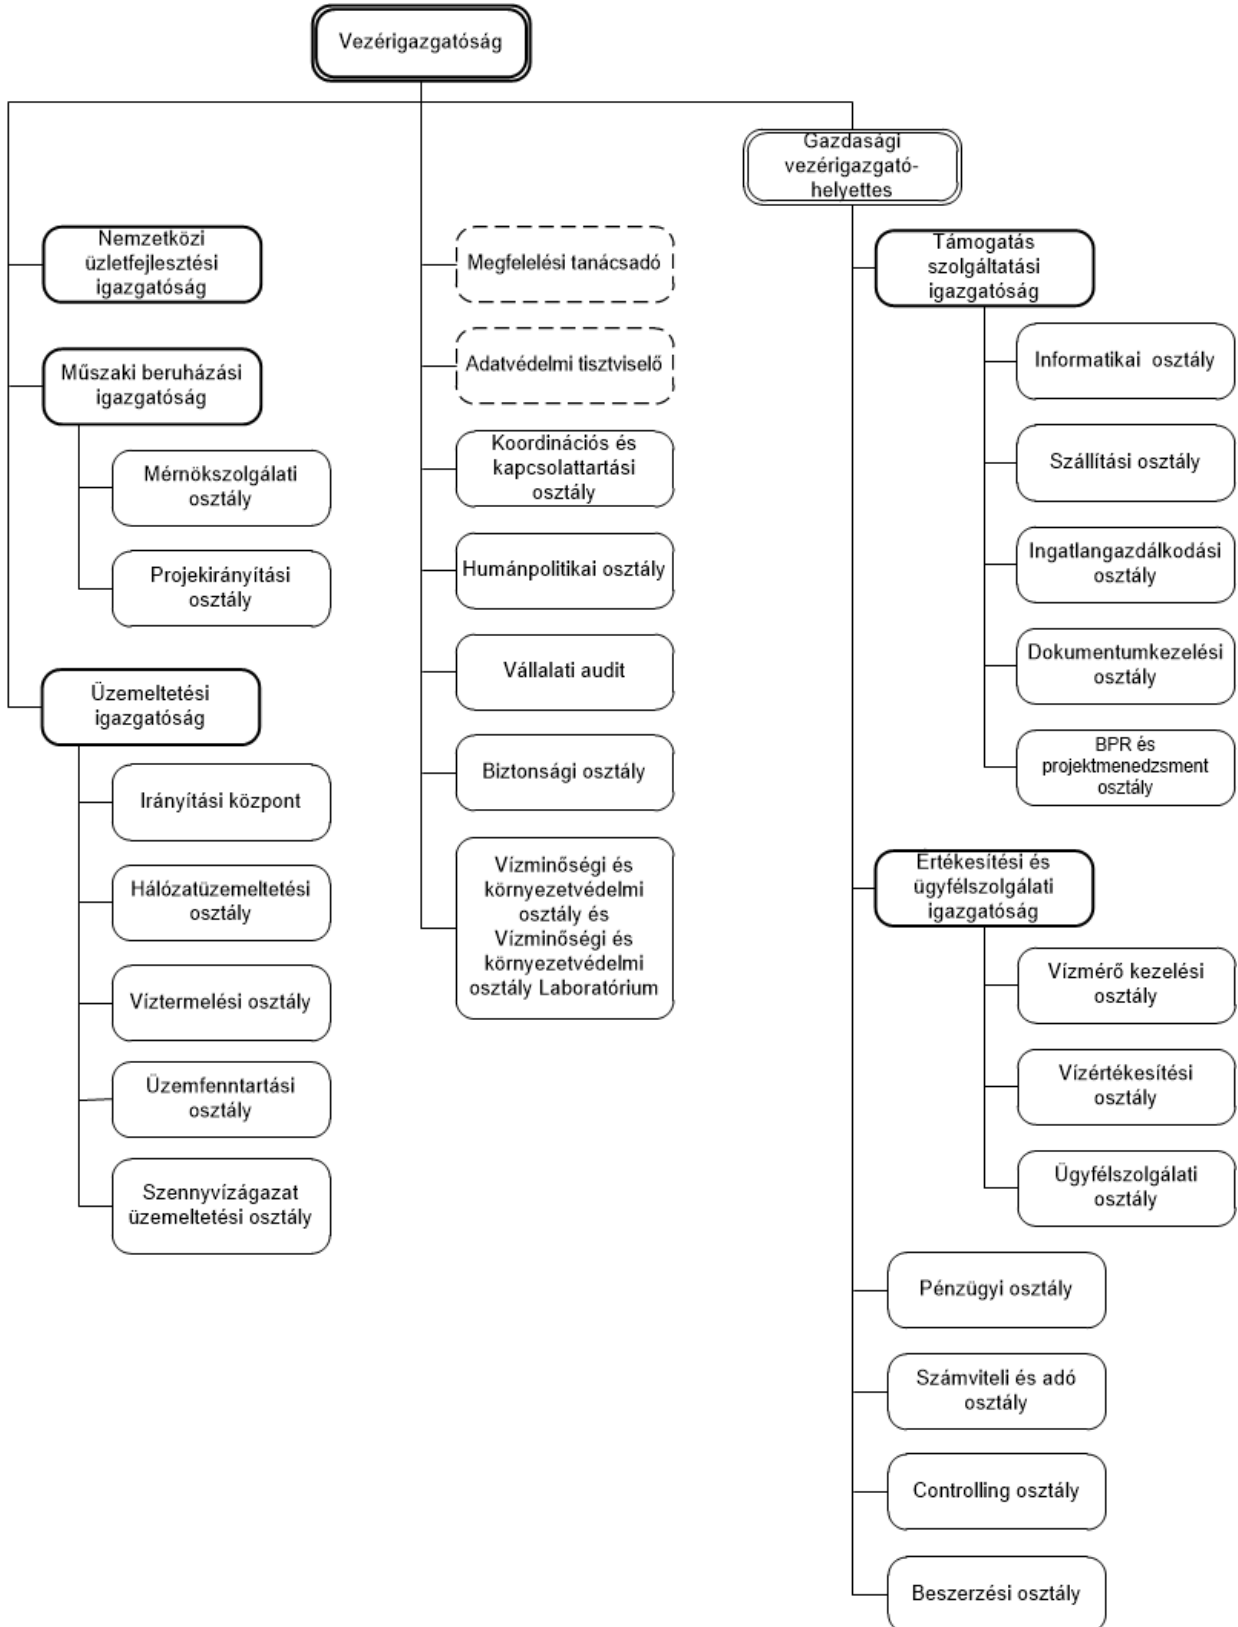 Vezérigazgatóság
Nemzetközi
üzletfejlesztési
igazgatóság
Műszaki beruházási
igazgatóság
Mérnökszolgálati
osztály
Projekirányítási
osztály
Üzemeltetési
igazgatóság
Irányítási központ
Hálózatüzemeltetési
osztály
Víztermelési osztály
Üzemfenntartási
osztály
Szennyvízágazat
üzemeltetési osztály
Megfelelési tanácsadó
Adatvédelmi tisztviselő
Koordinációs és
kapcsolattartási
osztály
Humánpolitikai osztály
Vállalati audit
Biztonsági osztály
Vízminőségi és
környezetvédelmi
osztály és
Vízminőségi és
környezetvédelmi
osztály Laboratórium
Gazdasági
vezérigazgató-
helyettes
Támogatás
szolgáltatási
igazgatóság
Informatikai osztály
Szállítási osztály
Ingatlangazdálkodási
osztály
Dokumentumkezelési
osztály
BPR és
projektmenedzsment
osztály
Értékesítési és
ügyfélszolgálati
igazgatóság
Vízmérő kezelési
osztály
Vízértékesítési
osztály
Ügyfélszolgálati
osztály
Pénzügyi osztály
Számviteli és adó
osztály
Controlling osztály
Beszerzési osztály